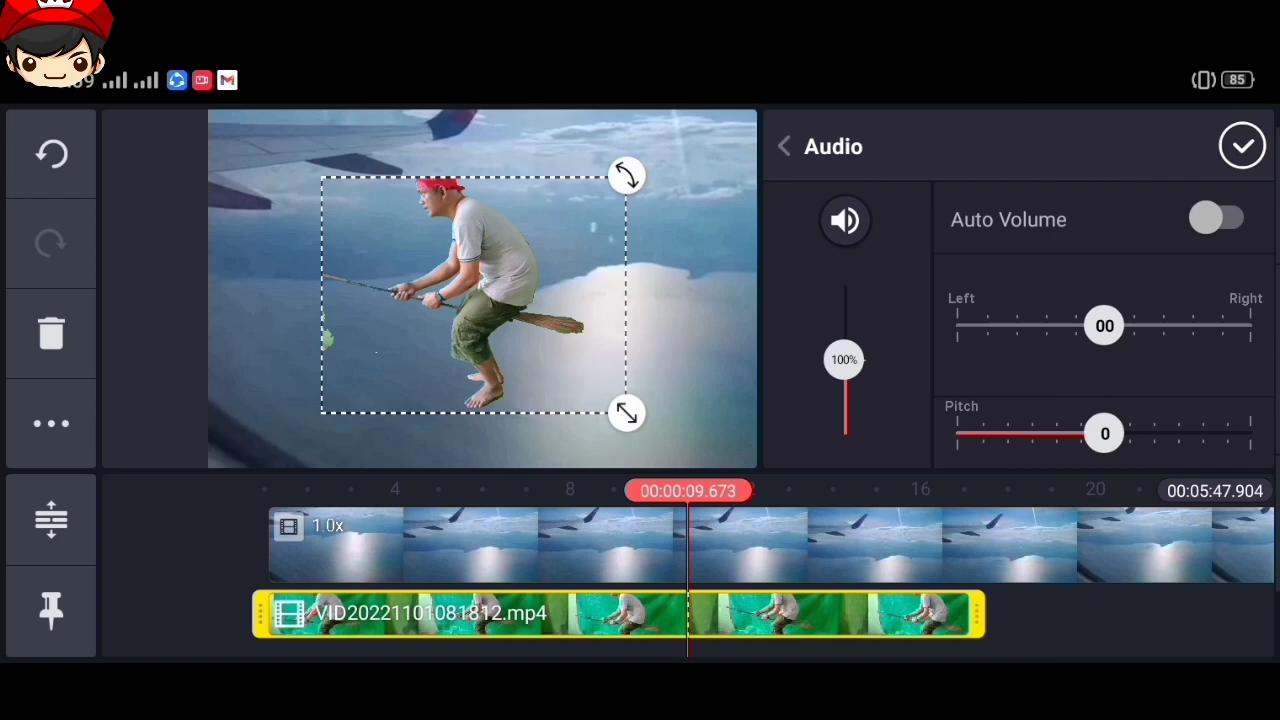 85
Audio
Auto Volume
Left
Right
00
100%
Pitch
0
4
8
00:00:09.673
16
20
00:05:47.904
1.0x
VID20221101081812.mp4